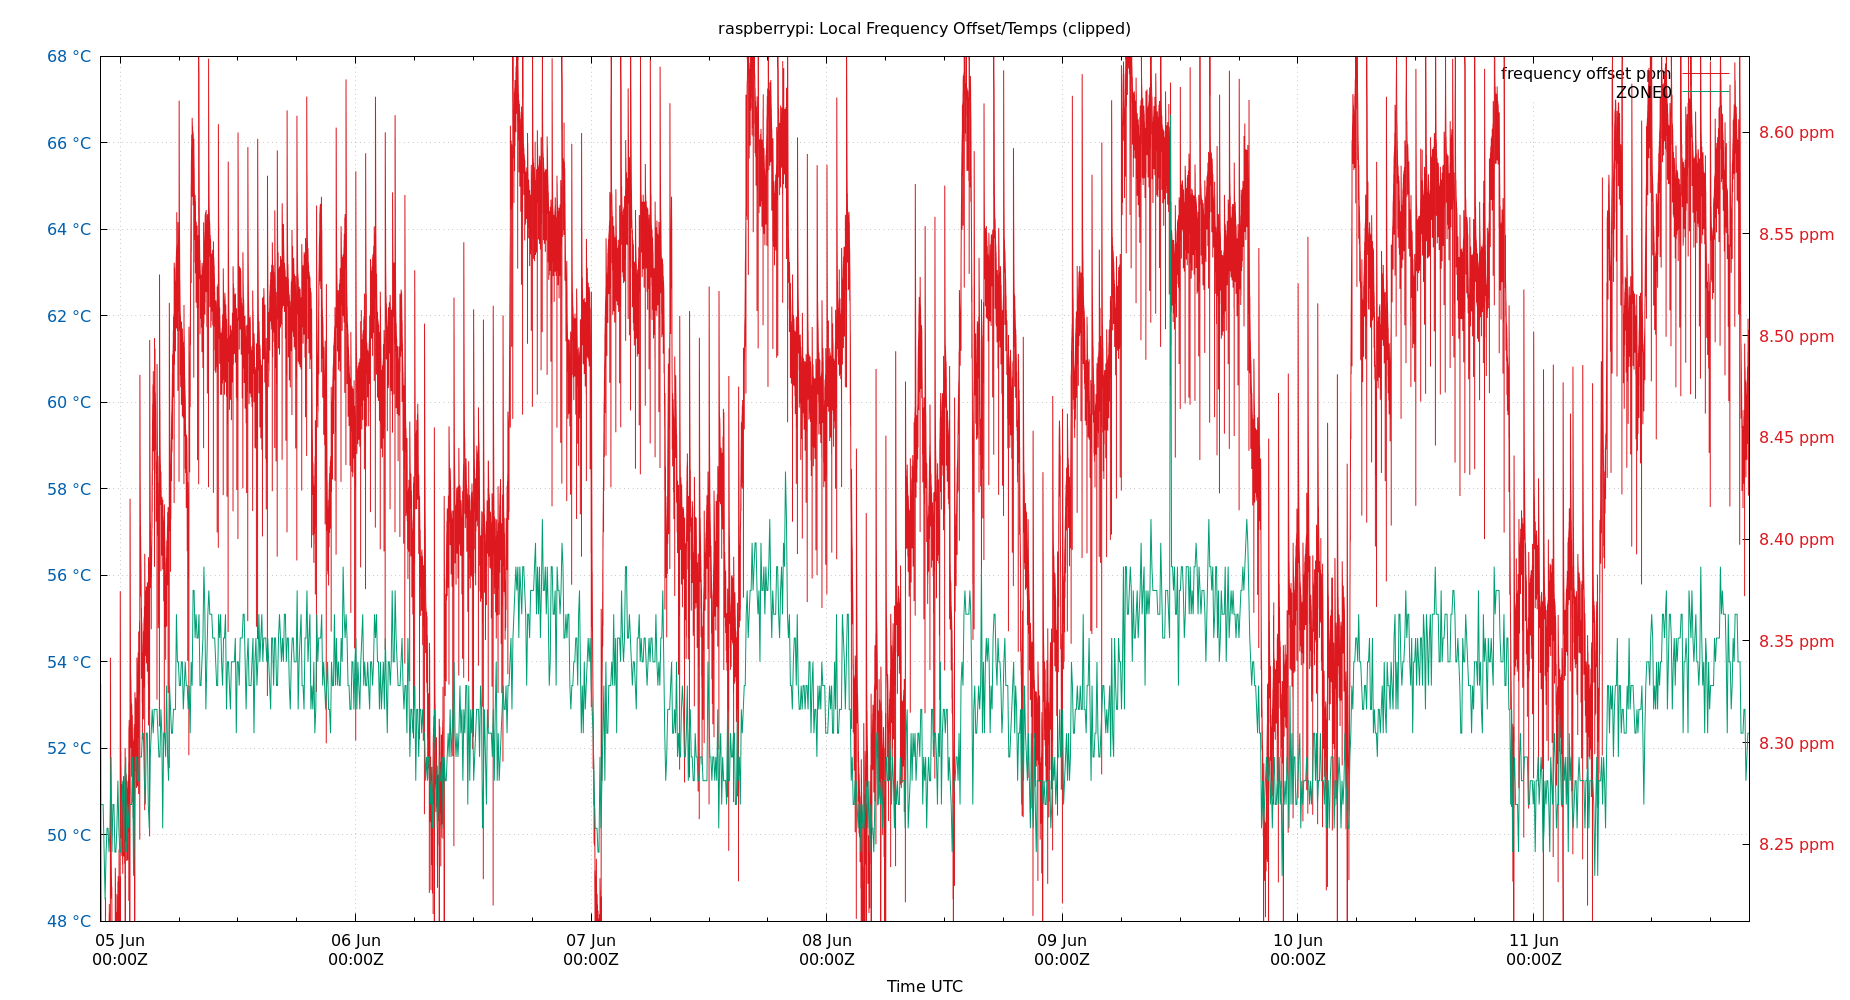 raspberrypi: Local Frequency Offset/Temps (clipped)
68 °C
66 °C
64 °C
62 °C
60 °C
58 °C
56 °C
54 °C
52 °C
50 °C
48 °C
frequency offset ppm
ZONE0
8.60 ppm
8.55 ppm
8.50 ppm
8.45 ppm
8.40 ppm
8.35 ppm
8.30 ppm
8.25 ppm
05 Jun
00:00Z
06 Jun
00:00Z
07 Jun
00:00Z
08 Jun
00:00Z
09 Jun
00:00Z
10 Jun
00:00Z
11 Jun
00:00Z
Time UTC